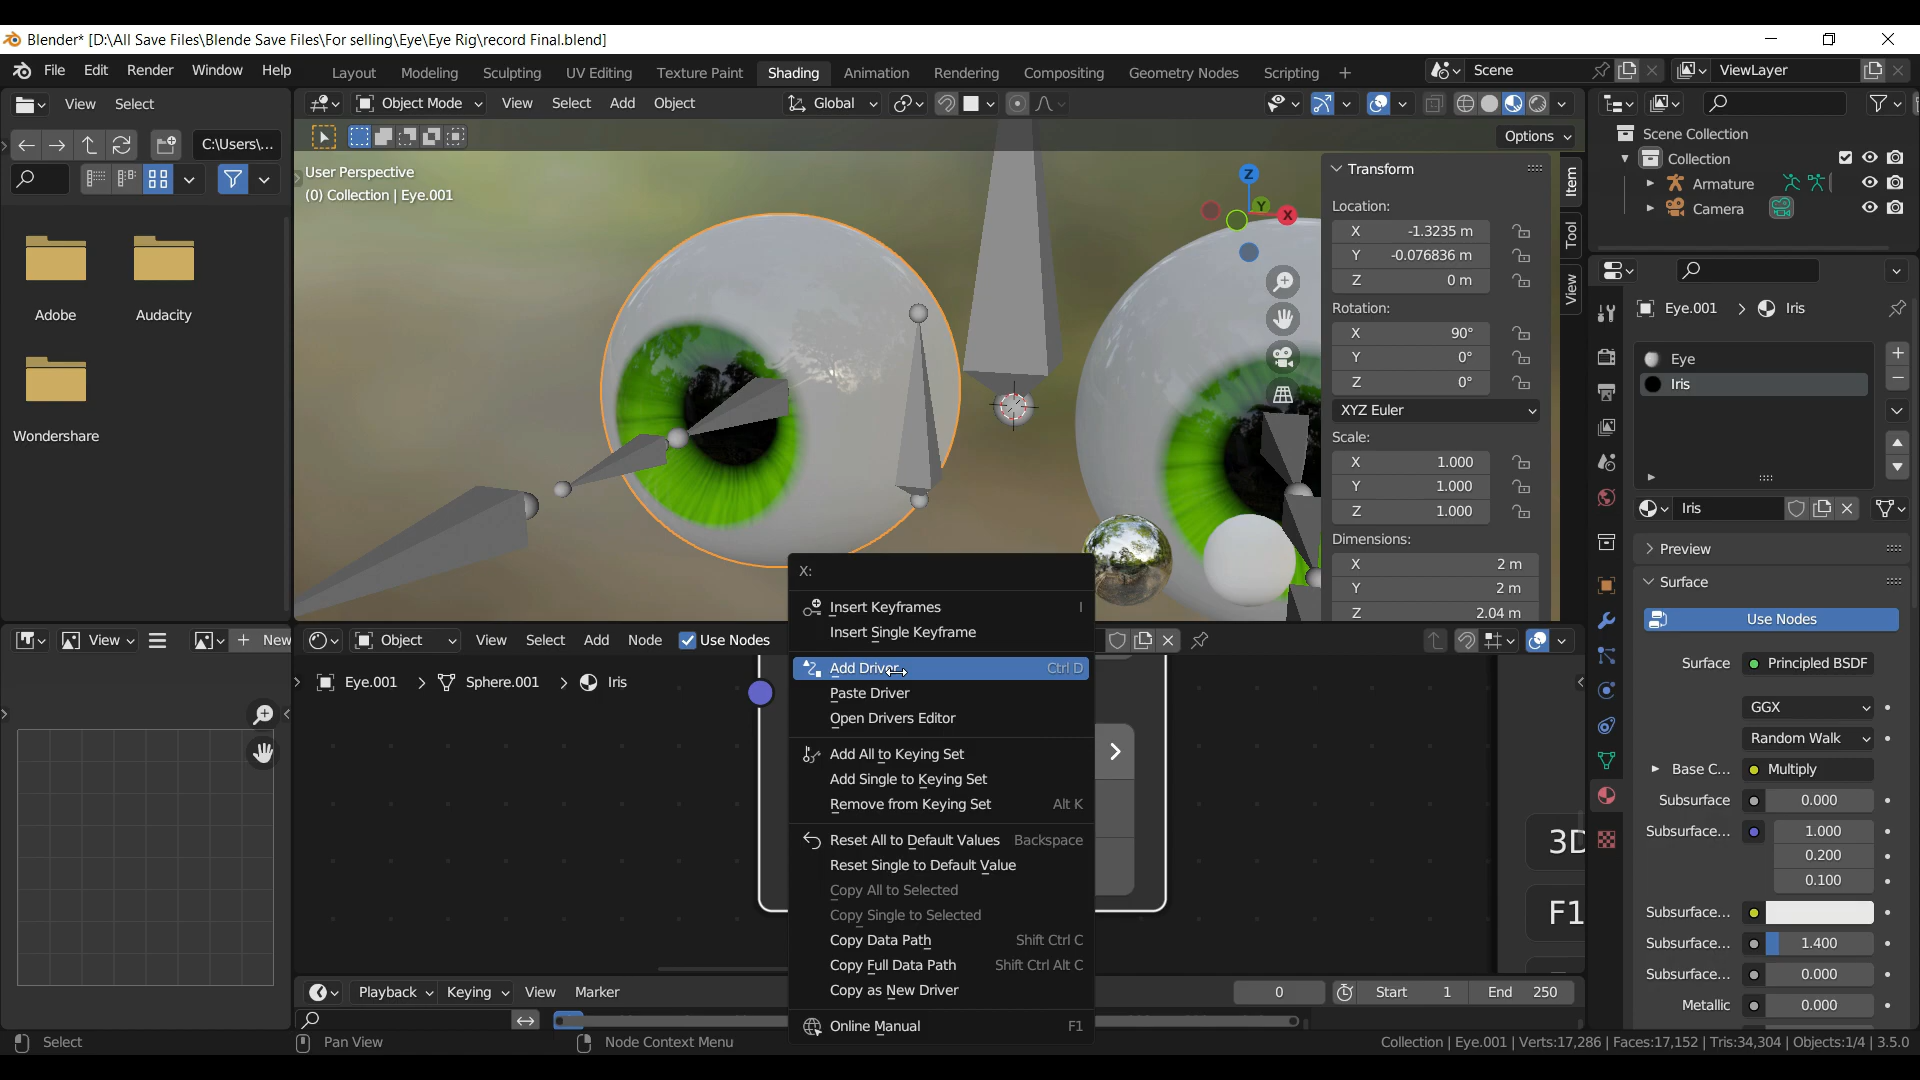 Blender* [D:\All Save Files\Blende Save Files\For selling\Eye\Eye Rig\record Final.blend]
File Edit Render Window Help Layout Modeling Sculpting UV Editing Texture Paint Shading Animation Rendering Compositing Geometry Nodes Scripting + Scene ViewLayer
View Select Object Mode View Select Add Object Global
C:\Users\... Options
Scene Collection
Collection
Armature
Camera
User Perspective
(0) Collection | Eye.001
Z
Y
X
Transform
Location:
X -1.3235 m
Y -0.076836 m
Z 0 m
Rotation:
X 90°
Y 0°
Z 0°
XYZ Euler
Scale:
X 1.000
Y 1.000
Z 1.000
Dimensions:
X 2 m
Y 2 m
Z 2.04 m
Item
Tool
View
Adobe
Audacity
Wondershare
Eye.001 > Iris
Eye
Iris
Iris
Preview
Surface
Use Nodes
Surface Principled BSDF
GGX
Random Walk
Base C... Multiply
Subsurface 0.000
Subsurface... 1.000
0.200
0.100
Subsurface...
Subsurface... 1.400
Subsurface... 0.000
Metallic 0.000
View + New
Object View Select Add Node Use Nodes
Eye.001 > Sphere.001 > Iris
X:
Insert Keyframes I
Insert Single Keyframe
Add Driver Ctrl D
Paste Driver
Open Drivers Editor
Add All to Keying Set
Add Single to Keying Set
Remove from Keying Set Alt K
Reset All to Default Values Backspace
Reset Single to Default Value
Copy All to Selected
Copy Single to Selected
Copy Data Path Shift Ctrl C
Copy Full Data Path Shift Ctrl Alt C
Copy as New Driver
Online Manual F1
3D
F1
Playback Keying View Marker 0 Start 1 End 250
Select Pan View Node Context Menu Collection | Eye.001 | Verts:17,286 | Faces:17,152 | Tris:34,304 | Objects:1/4 | 3.5.0